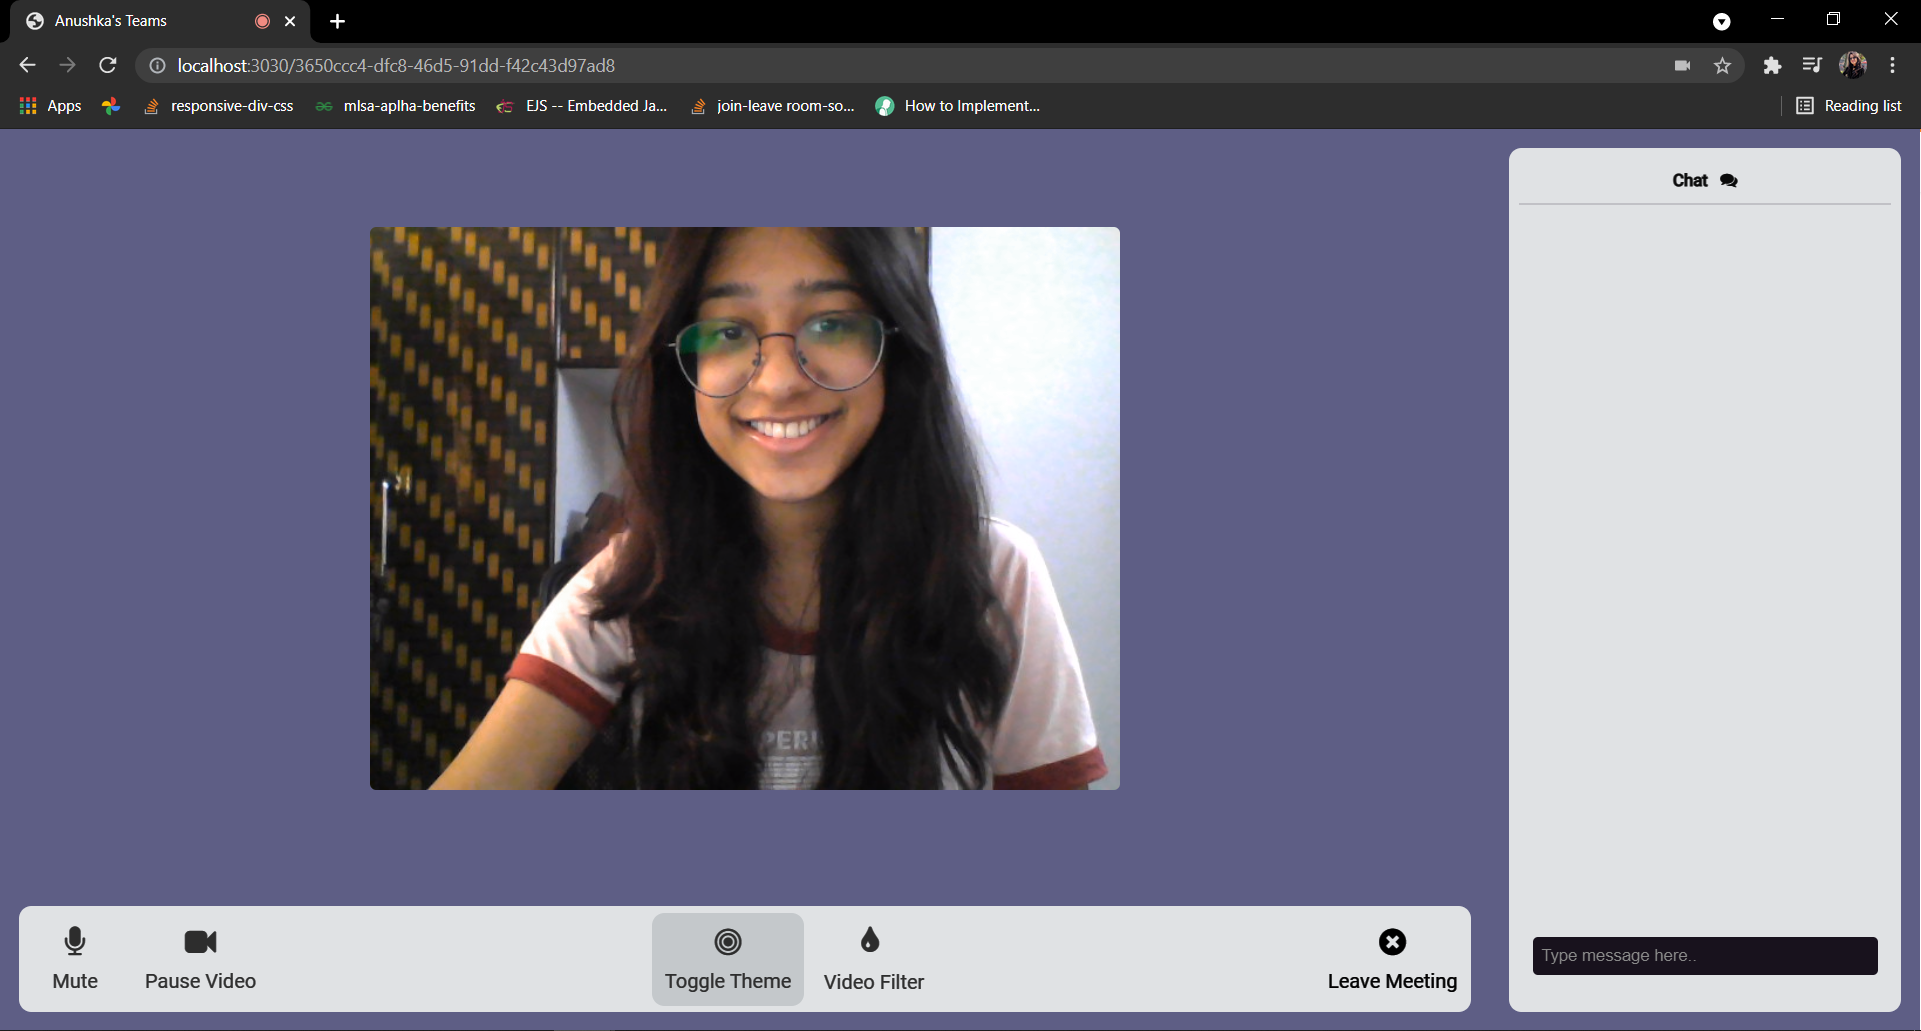 Anushka's Teams
localhost:3030/3650ccc4-dfc8-46d5-91dd-f42c43d97ad8
Apps responsive-div-css mlsa-aplha-benefits EJS -- Embedded Ja... join-leave room-so... How to Implement... Reading list
Chat
PERI
Type message here..
Mute Pause Video Toggle Theme Video Filter Leave Meeting